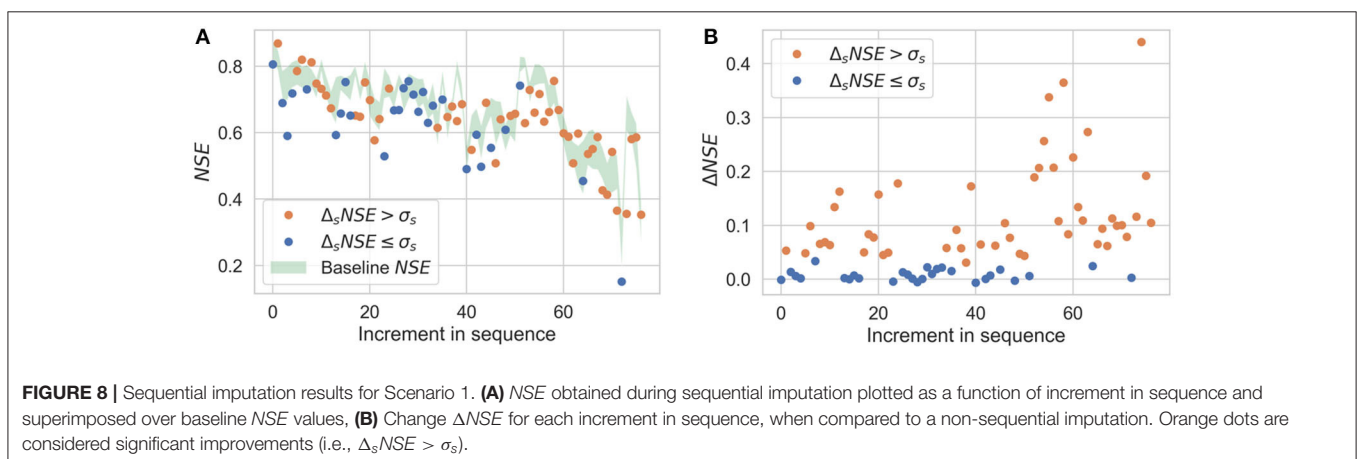 A
0.8
0.6
0.4
0.2
NSE
ΔₛNSE > σₛ
ΔₛNSE ≤ σₛ
Baseline NSE
0 20 40 60
Increment in sequence
B
ΔₛNSE > σₛ
ΔₛNSE ≤ σₛ
0.4
0.3
0.2
0.1
0.0
ΔNSE
0 20 40 60
Increment in sequence
FIGURE 8 | Sequential imputation results for Scenario 1. (A) NSE obtained during sequential imputation plotted as a function of increment in sequence and
superimposed over baseline NSE values, (B) Change ΔNSE for each increment in sequence, when compared to a non-sequential imputation. Orange dots are
considered significant improvements (i.e., ΔₛNSE > σₛ).